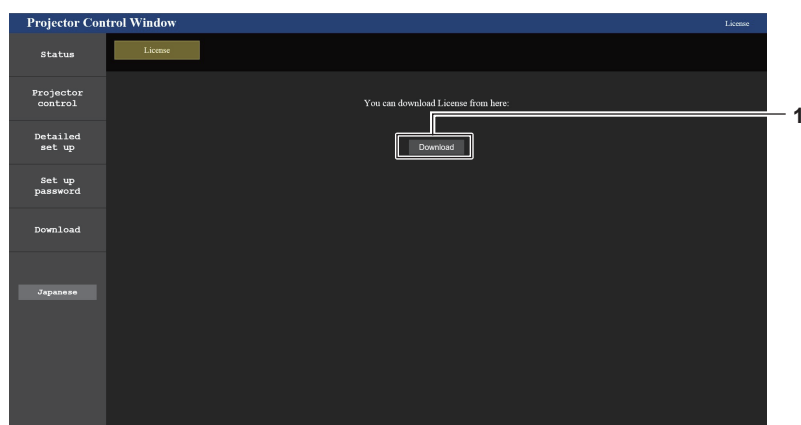 Projector Control Window
License
Status
License
Projector
control
You can download License from here:
1
Detailed
set up
Download
Set up
password
Download
Japanese